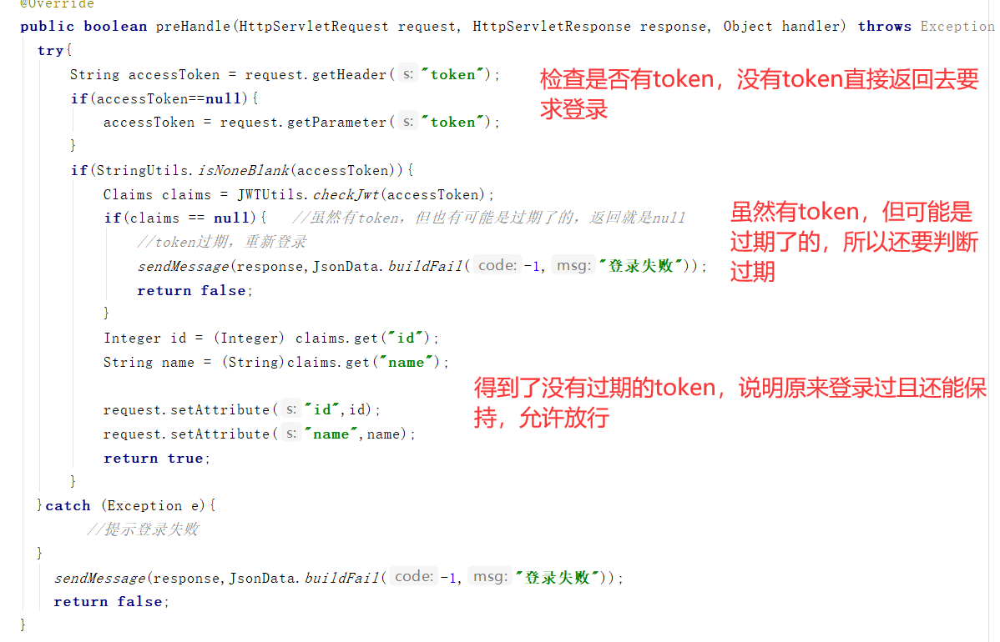 @Override
public boolean preHandle(HttpServletRequest request, HttpServletResponse response, Object handler) throws Exception
try{
String accessToken = request.getHeader( s: "token");
检查是否有token，没有token直接返回去要
求登录
if(accessToken==null){
accessToken = request.getParameter( s: "token");
}
if(StringUtils.isNoneBlank(accessToken)){
Claims claims = JWTUtils.checkJwt(accessToken);
if(claims == null){ //虽然有token，但也有可能是过期了的，返回就是null
//token过期，重新登录
sendMessage(response,JsonData.buildFail( code: -1, msg: "登录失败"));
return false;
}
虽然有token，但可能是
过期了的，所以还要判断
过期
Integer id = (Integer) claims.get("id");
String name = (String)claims.get("name");
得到了没有过期的token，说明原来登录过且还能保
持，允许放行
request.setAttribute( s: "id",id);
request.setAttribute( s: "name",name);
return true;
}
}catch (Exception e){
//提示登录失败
}
sendMessage(response,JsonData.buildFail( code: -1, msg: "登录失败"));
return false;
}